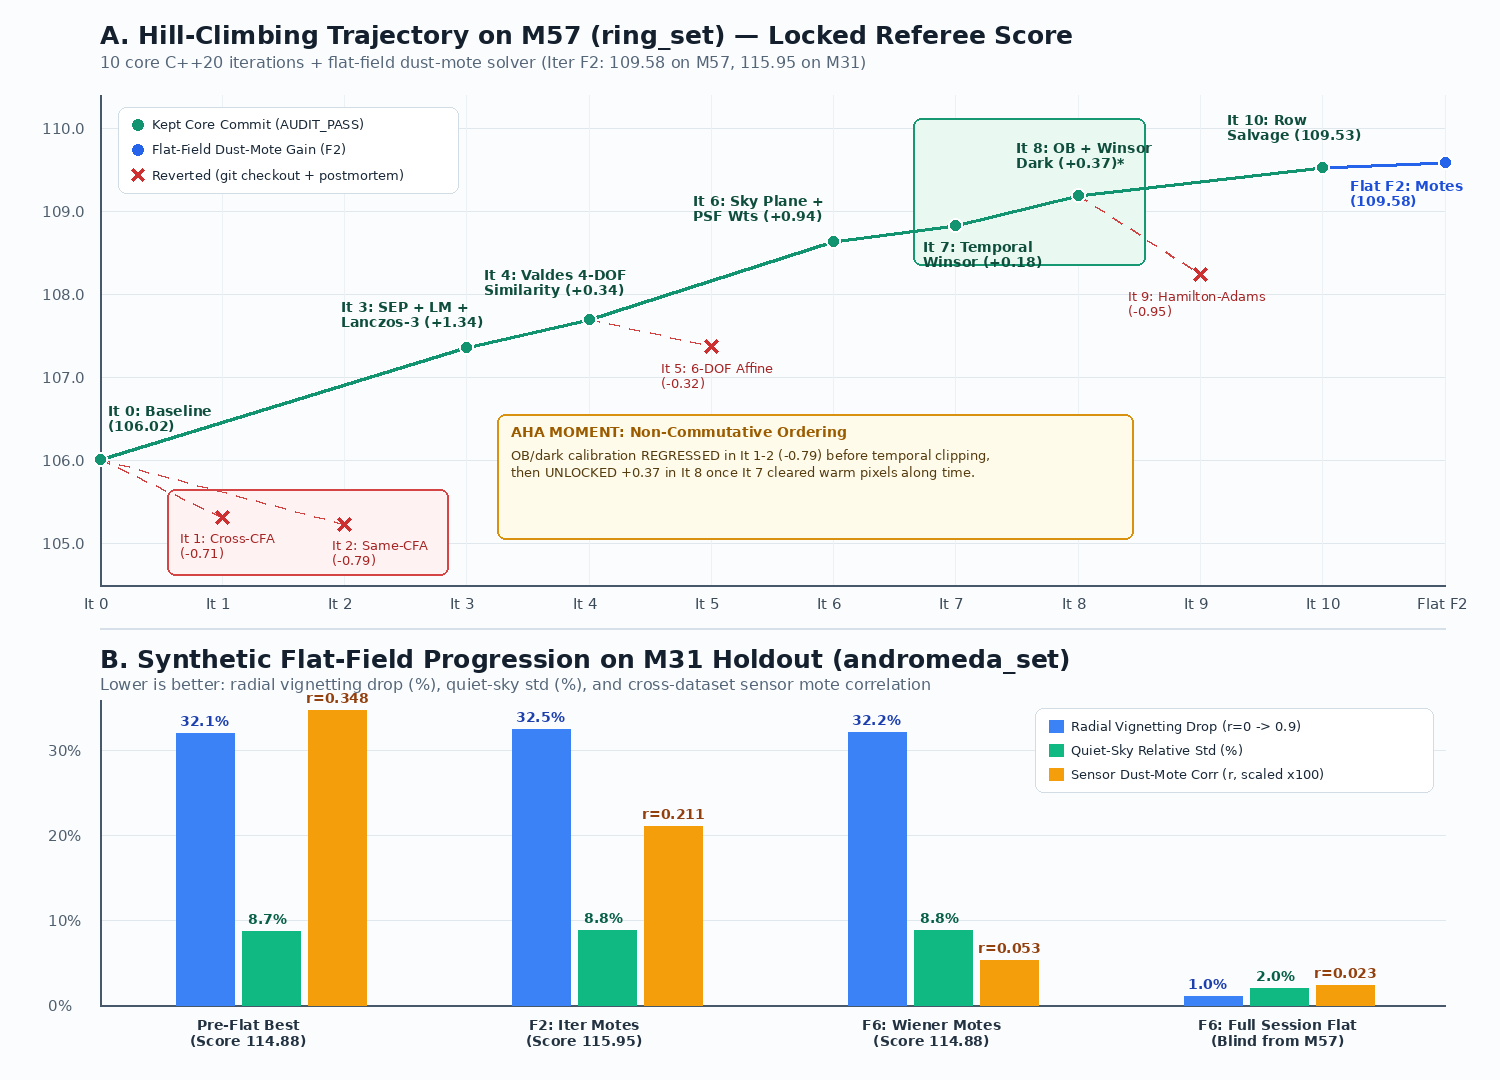 A. Hill-Climbing Trajectory on M57 (ring_set) — Locked Referee Score
10 core C++20 iterations + flat-field dust-mote solver (Iter F2: 109.58 on M57, 115.95 on M31)
110.0
109.0
108.0
107.0
106.0
105.0
Kept Core Commit (AUDIT_PASS)
Flat-Field Dust-Mote Gain (F2)
Reverted (git checkout + postmortem)
It 0: Baseline
(106.02)
It 1: Cross-CFA
(-0.71)
It 2: Same-CFA
(-0.79)
It 3: SEP + LM +
Lanczos-3 (+1.34)
It 4: Valdes 4-DOF
Similarity (+0.34)
It 5: 6-DOF Affine
(-0.32)
It 6: Sky Plane +
PSF Wts (+0.94)
It 7: Temporal
Winsor (+0.18)
It 8: OB + Winsor
Dark (+0.37)*
It 9: Hamilton-Adams
(-0.95)
It 10: Row
Salvage (109.53)
Flat F2: Motes
(109.58)
AHA MOMENT: Non-Commutative Ordering
OB/dark calibration REGRESSED in It 1-2 (-0.79) before temporal clipping,
then UNLOCKED +0.37 in It 8 once It 7 cleared warm pixels along time.
It 0
It 1
It 2
It 3
It 4
It 5
It 6
It 7
It 8
It 9
It 10
Flat F2
B. Synthetic Flat-Field Progression on M31 Holdout (andromeda_set)
Lower is better: radial vignetting drop (%), quiet-sky std (%), and cross-dataset sensor mote correlation
30%
20%
10%
0%
Radial Vignetting Drop (r=0 -> 0.9)
Quiet-Sky Relative Std (%)
Sensor Dust-Mote Corr (r, scaled x100)
32.1%
8.7%
r=0.348
32.5%
8.8%
r=0.211
32.2%
8.8%
r=0.053
1.0%
2.0%
r=0.023
Pre-Flat Best
(Score 114.88)
F2: Iter Motes
(Score 115.95)
F6: Wiener Motes
(Score 114.88)
F6: Full Session Flat
(Blind from M57)